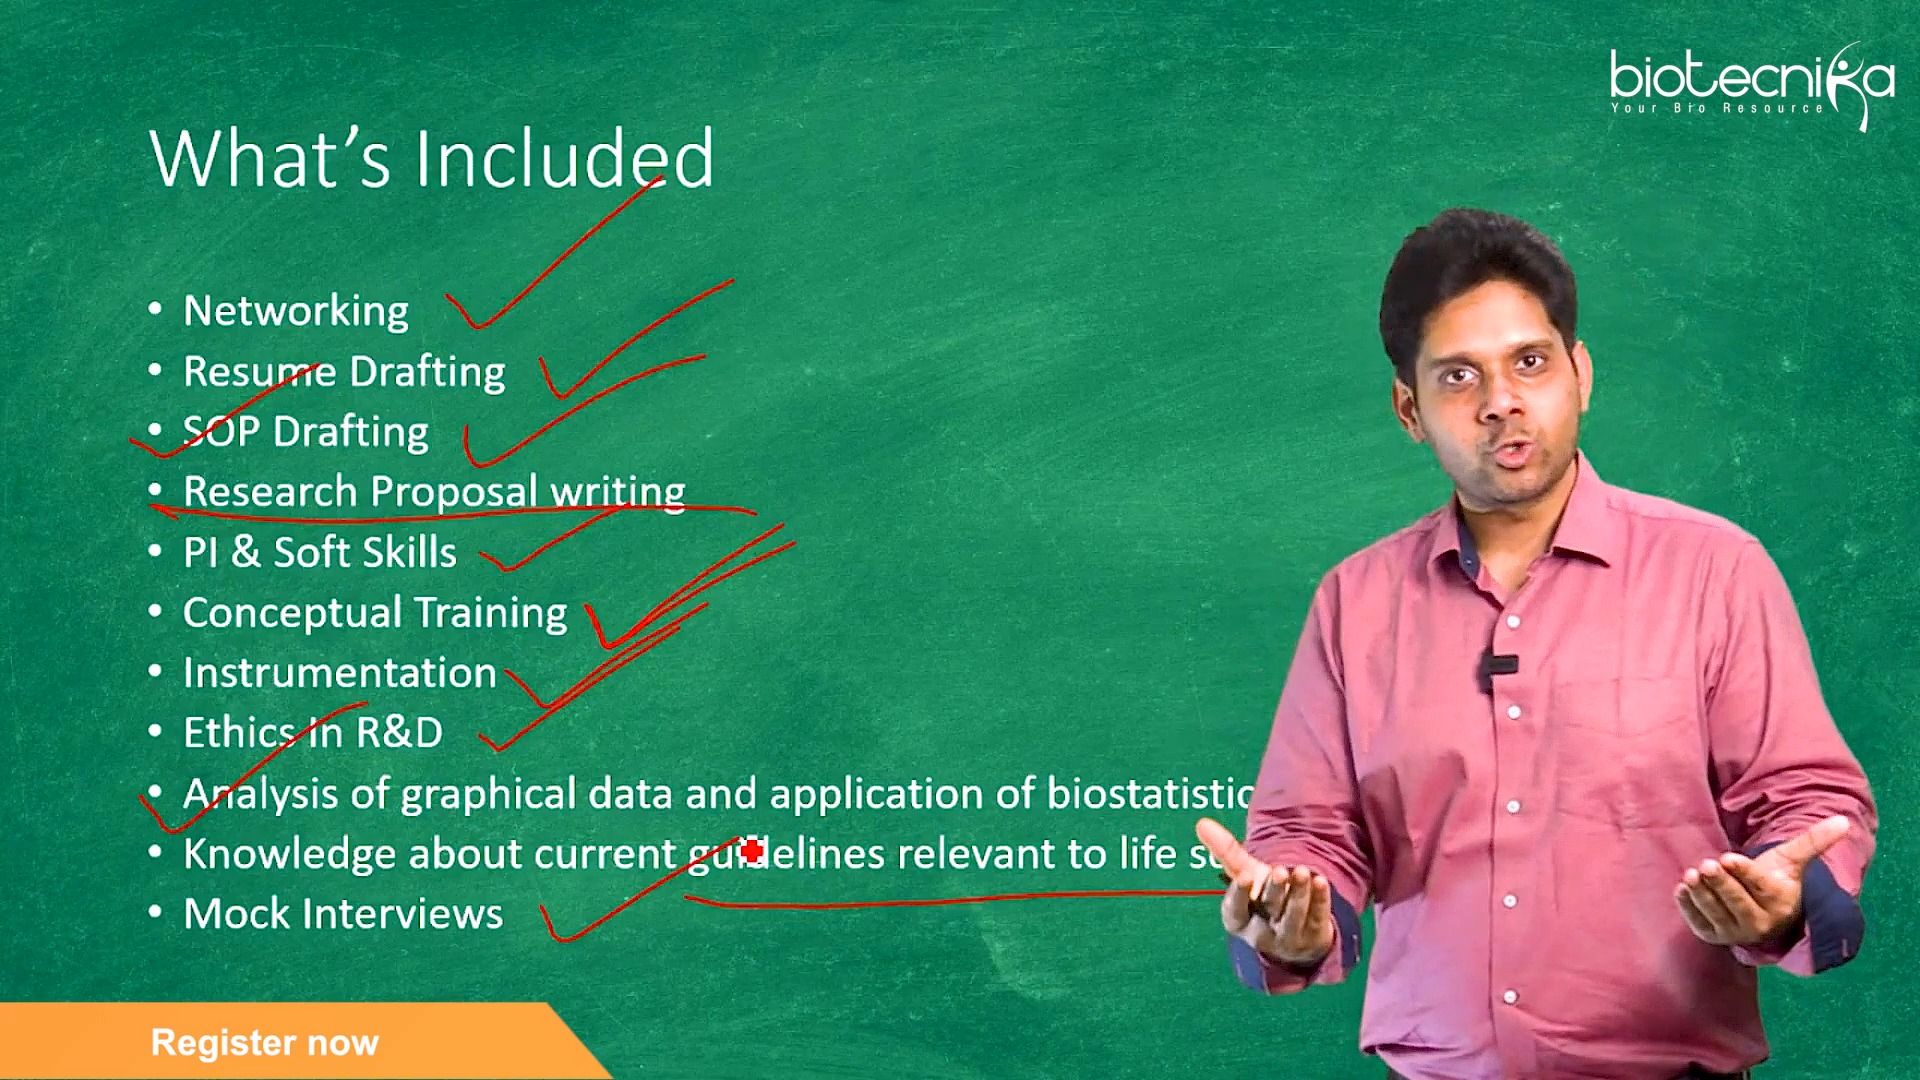 biotecnika
Your Bio Resource
What's Included
• Networking
• Resume Drafting
• SOP Drafting
• Research Proposal writing
• PI & Soft Skills
• Conceptual Training
• Instrumentation
• Ethics In R&D
• Analysis of graphical data and application of
• Knowledge about current guidelines relevant to life
• Mock Interviews
Register now